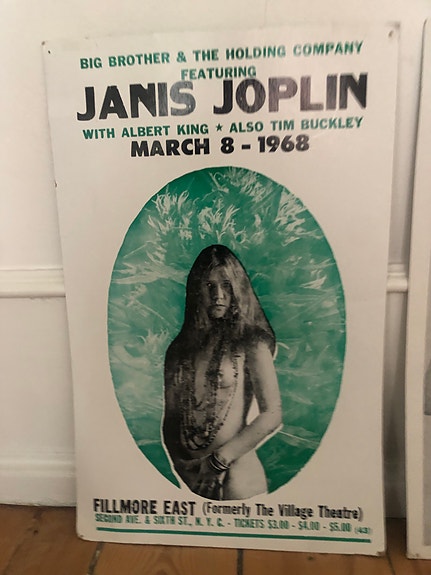 BIG BROTHER & THE HOLDING COMPANY
FEATURING
JANIS JOPLIN
WITH ALBERT KING ★ ALSO TIM BUCKLEY
MARCH 8 - 1968
FILLMORE EAST (Formerly The Village Theatre)
SECOND AVE. & SIXTH ST., N. Y. C. - TICKETS $3.00 - $4.00 - $5.00 (43)